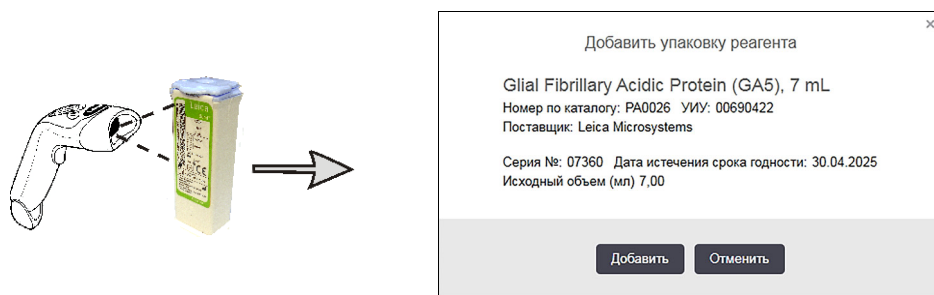 Leica
×
Добавить упаковку реагента
Glial Fibrillary Acidic Protein (GA5), 7 mL
Номер по каталогу: PA0026 УИУ: 00690422
Поставщик: Leica Microsystems
Серия №: 07360 Дата истечения срока годности: 30.04.2025
Исходный объем (мл) 7,00
Добавить
Отменить